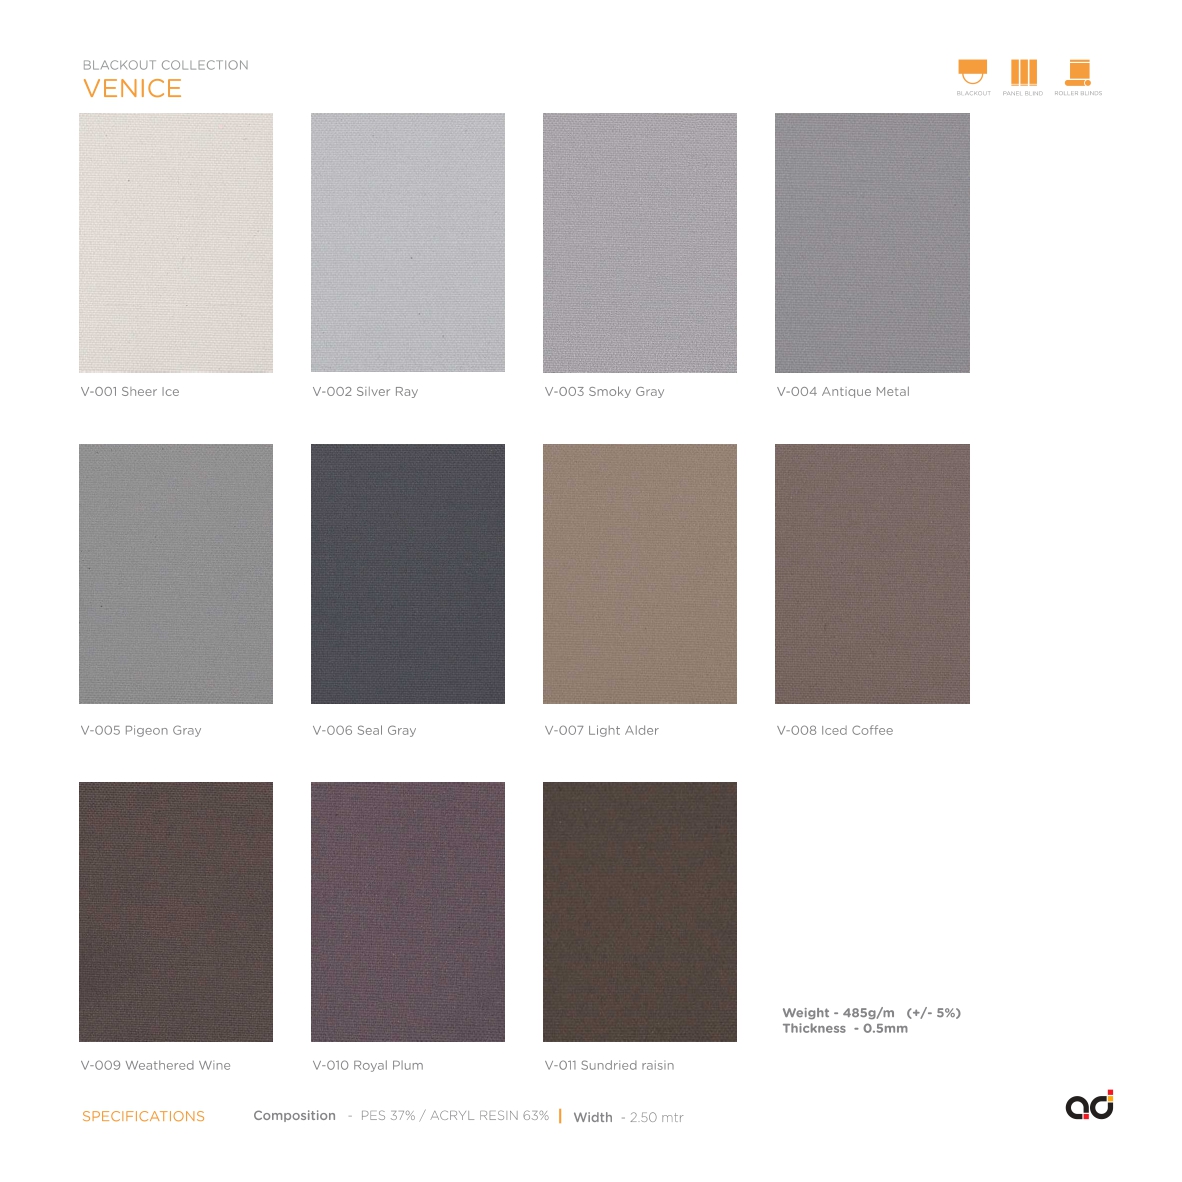 BLACKOUT COLLECTION
VENICE
BLACKOUT
PANEL BLIND
ROLLER BLINDS
V-001 Sheer Ice
V-002 Silver Ray
V-003 Smoky Gray
V-004 Antique Metal
V-005 Pigeon Gray
V-006 Seal Gray
V-007 Light Alder
V-008 Iced Coffee
V-009 Weathered Wine
V-010 Royal Plum
V-011 Sundried raisin
Weight - 485g/m (+/- 5%)
Thickness - 0.5mm
SPECIFICATIONS
Composition - PES 37% / ACRYL RESIN 63% | Width - 2.50 mtr
ad